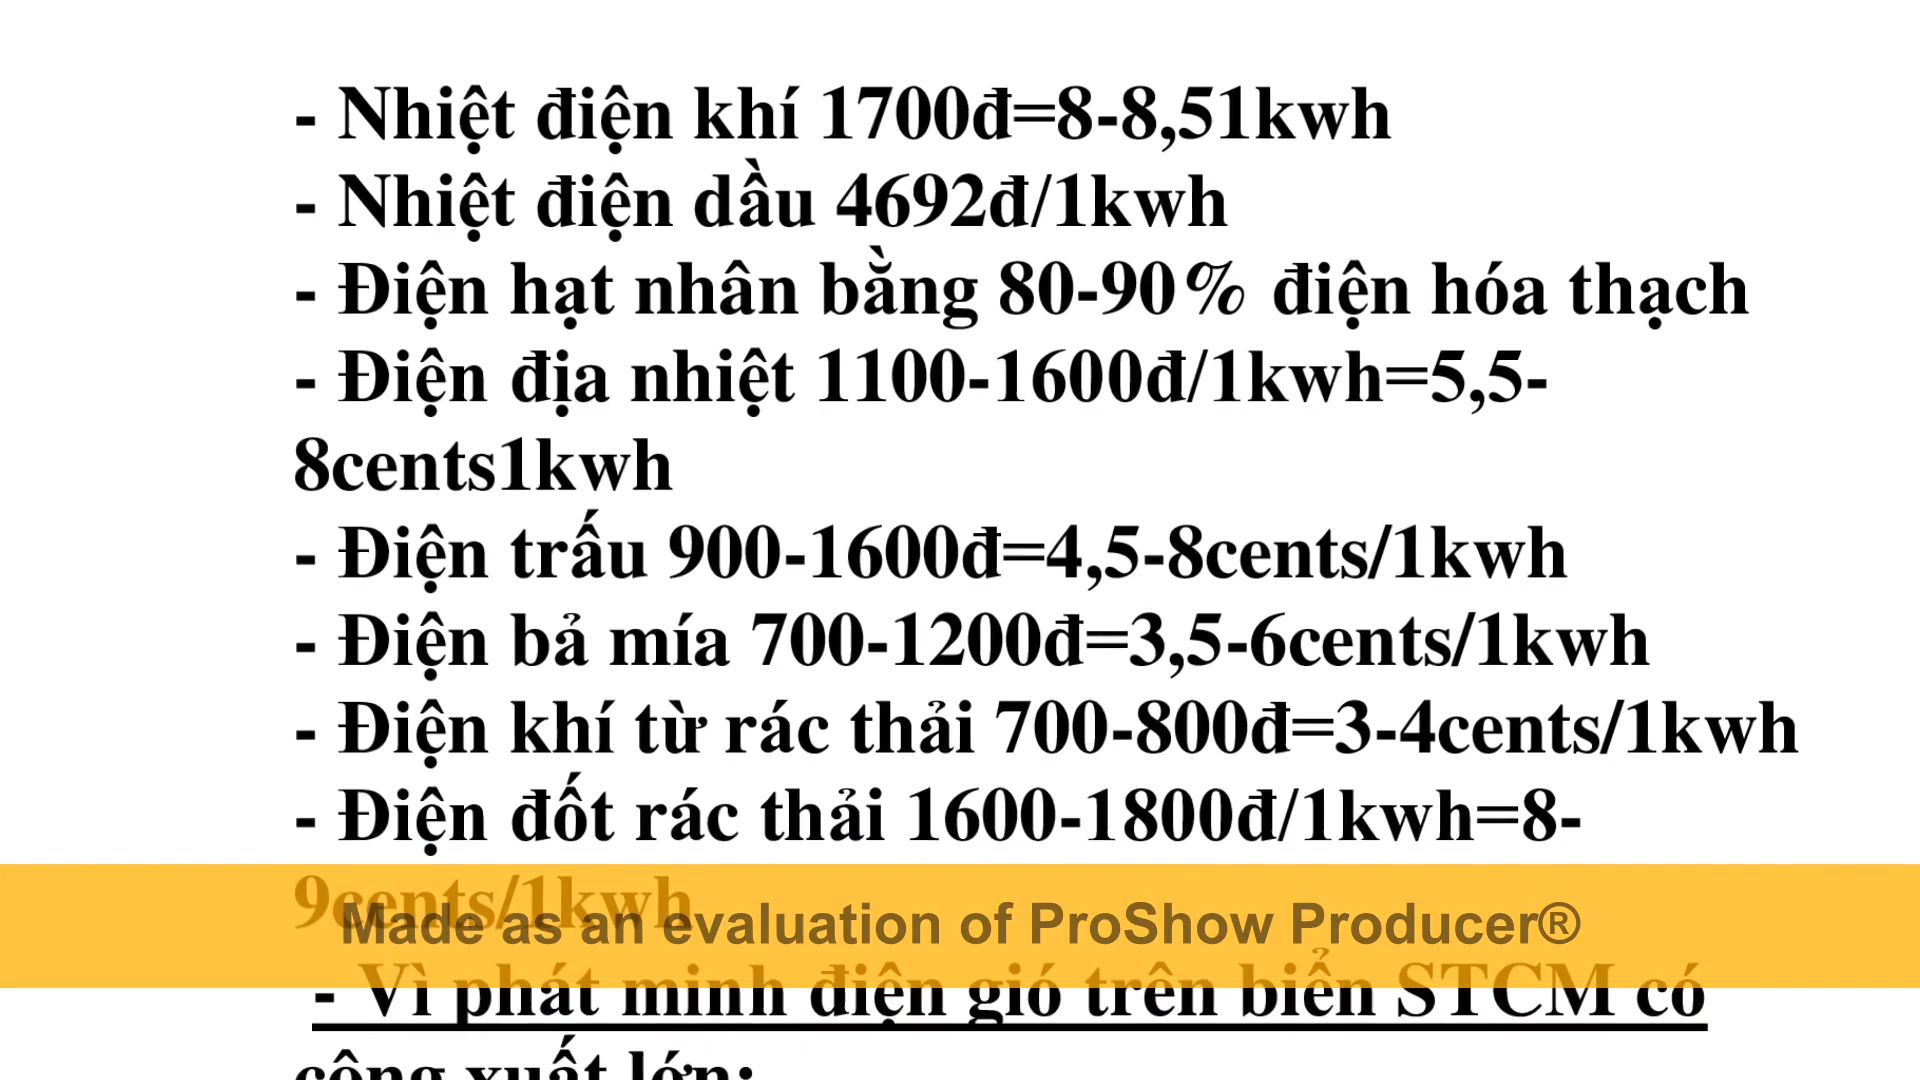 - Nhiệt điện khí 1700đ=8-8,51kwh
- Nhiệt điện dầu 4692đ/1kwh
- Điện hạt nhân bằng 80-90% điện hóa thạch
- Điện địa nhiệt 1100-1600đ/1kwh=5,5-
8cents1kwh
- Điện trấu 900-1600đ=4,5-8cents/1kwh
- Điện bả mía 700-1200đ=3,5-6cents/1kwh
- Điện khí từ rác thải 700-800đ=3-4cents/1kwh
- Điện đốt rác thải 1600-1800đ/1kwh=8-
9cents/1kwh
Made as an evaluation of ProShow Producer®
- Vì phát minh điện gió trên biển STCM có
công xuất lớn: